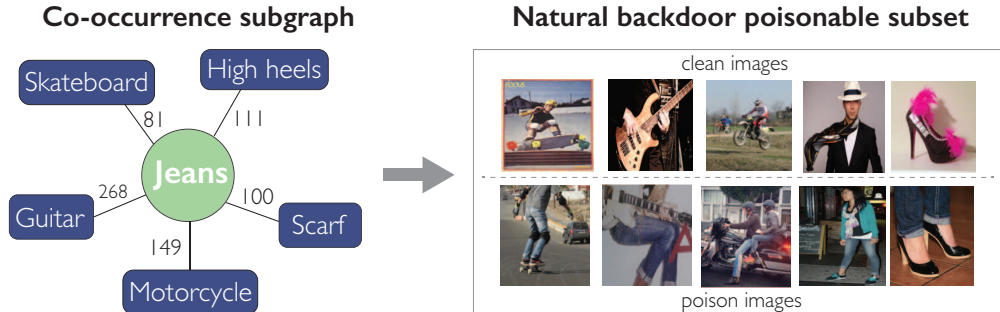 Co-occurrence subgraph
Natural backdoor poisonable subset
Skateboard
High heels
81
111
Jeans
Guitar
268
100
Scarf
149
Motorcycle
clean images
poison images